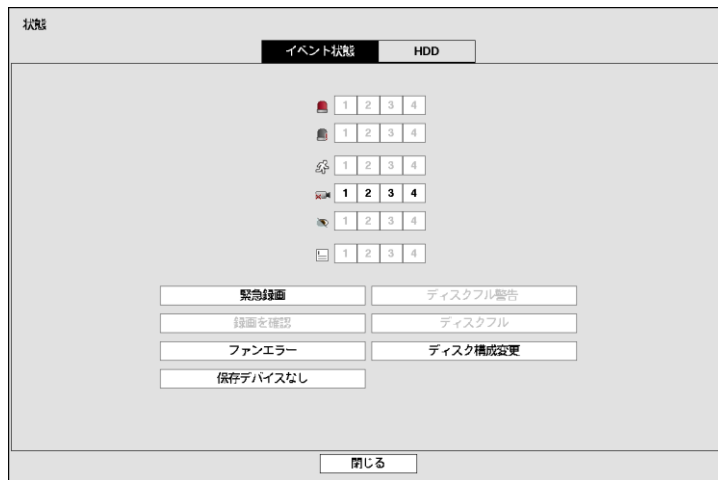 状態
イベント状態 HDD
1 2 3 4
1 2 3 4
1 2 3 4
1 2 3 4
1 2 3 4
1 2 3 4
緊急録画 ディスクフル警告
録画を確認 ディスクフル
ファンエラー ディスク構成変更
保存デバイスなし
閉じる